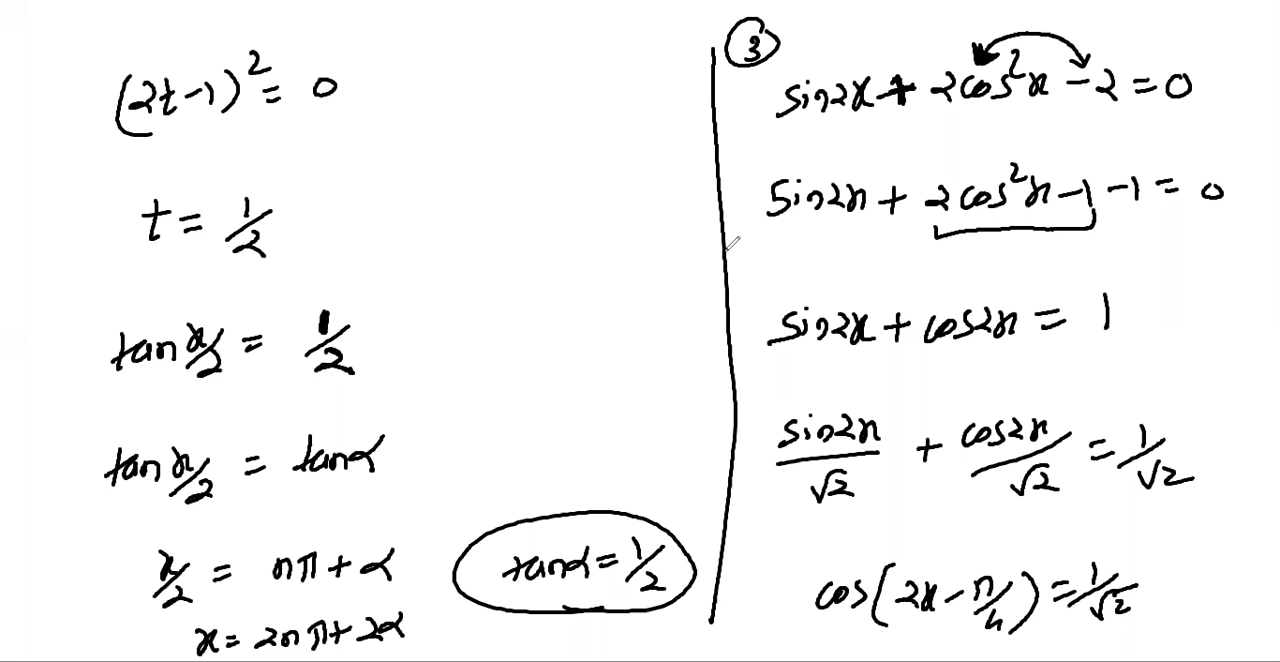 (2t-1)² = 0
t = 1/2
tan x/2 = 1/2
tan x/2 = tanα
x/2 = nπ + α
tanα = 1/2
x = 2nπ + 2α
③
sin2x + 2cos²x - 2 = 0
sin2x + 2cos²x - 1 - 1 = 0
sin2x + cos2x = 1
sin2x/√2 + cos2x/√2 = 1/√2
cos(2x - π/4) = 1/√2